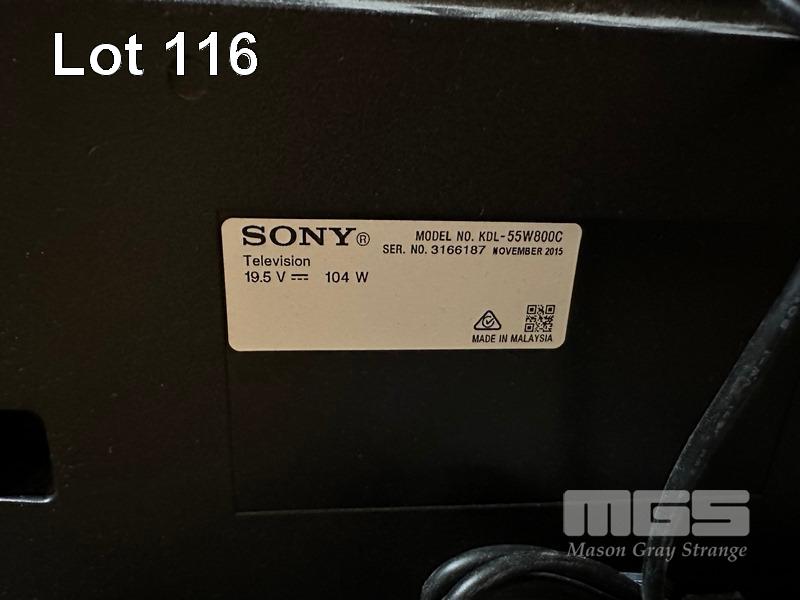 Lot 116
SONY® MODEL NO. KDL-55W800C
SER. NO. 3166187 NOVEMBER 2015
Television
19.5 V ⎓ 104 W
MADE IN MALAYSIA
MGS
Mason Gray Strange